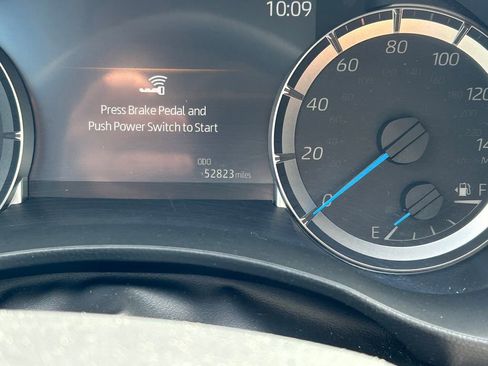 10:09
Press Brake Pedal and
Push Power Switch to Start
ODO
52823 miles
0
20
40
60
80
100
120
14
M
E
F